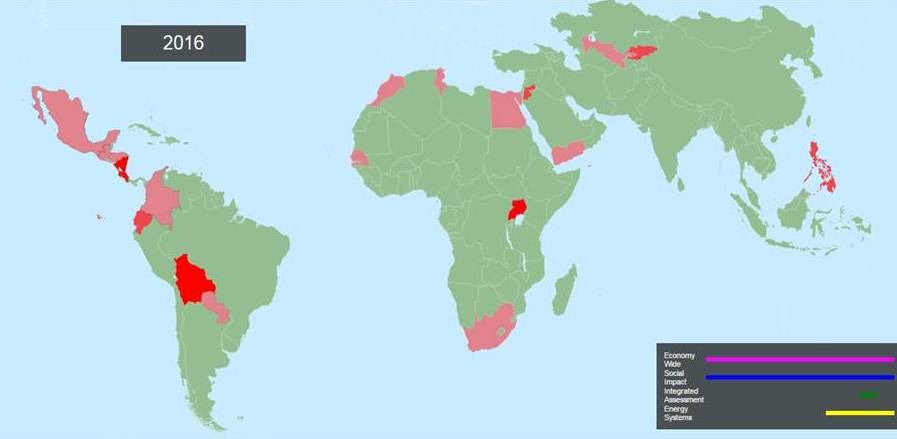 2016
Economy
Wide
Social
Impact
Integrated
Assessment
Energy
Systems